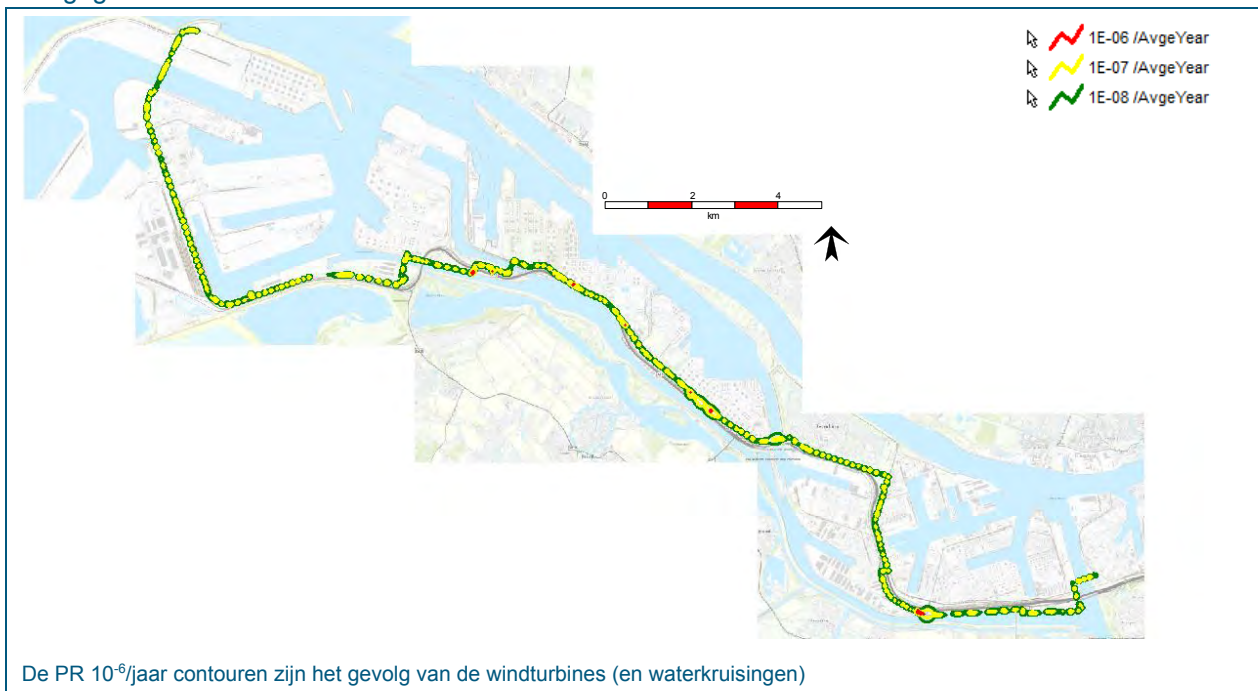 1E-06 /AvgeYear
1E-07 /AvgeYear
1E-08 /AvgeYear
0 2 4
km
De PR 10⁻⁶/jaar contouren zijn het gevolg van de windturbines (en waterkruisingen)